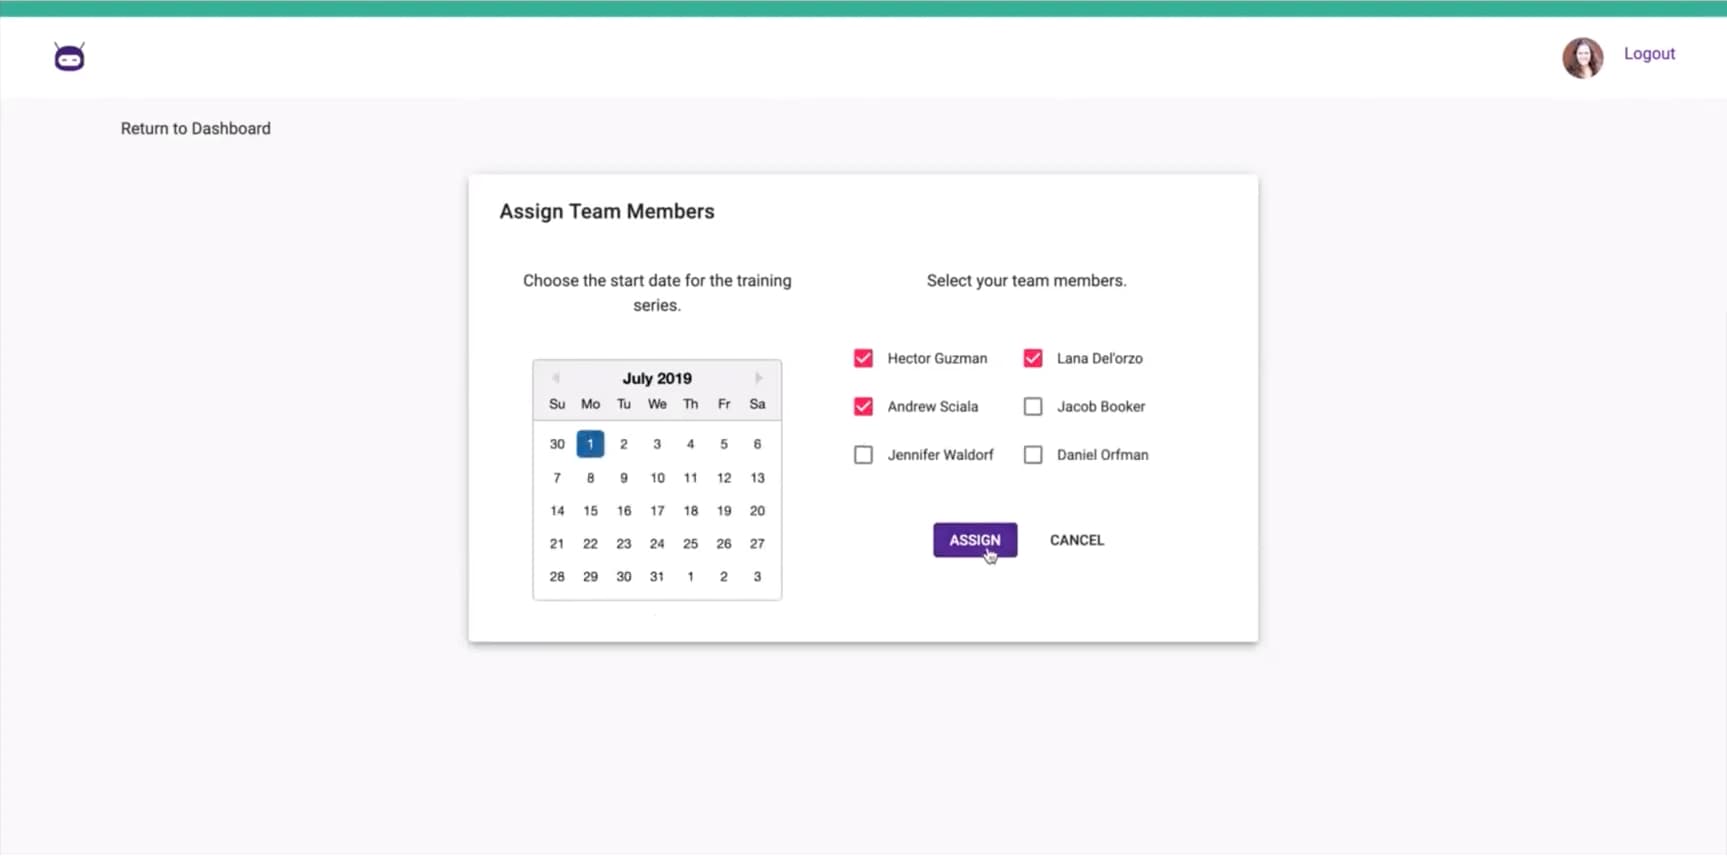 Logout
Return to Dashboard
Assign Team Members
Choose the start date for the training
series.
July 2019
Su Mo Tu We Th Fr Sa
30 1 2 3 4 5 6
7 8 9 10 11 12 13
14 15 16 17 18 19 20
21 22 23 24 25 26 27
28 29 30 31 1 2 3
Select your team members.
Hector Guzman Lana Del'orzo
Andrew Sciala Jacob Booker
Jennifer Waldorf Daniel Orfman
ASSIGN CANCEL